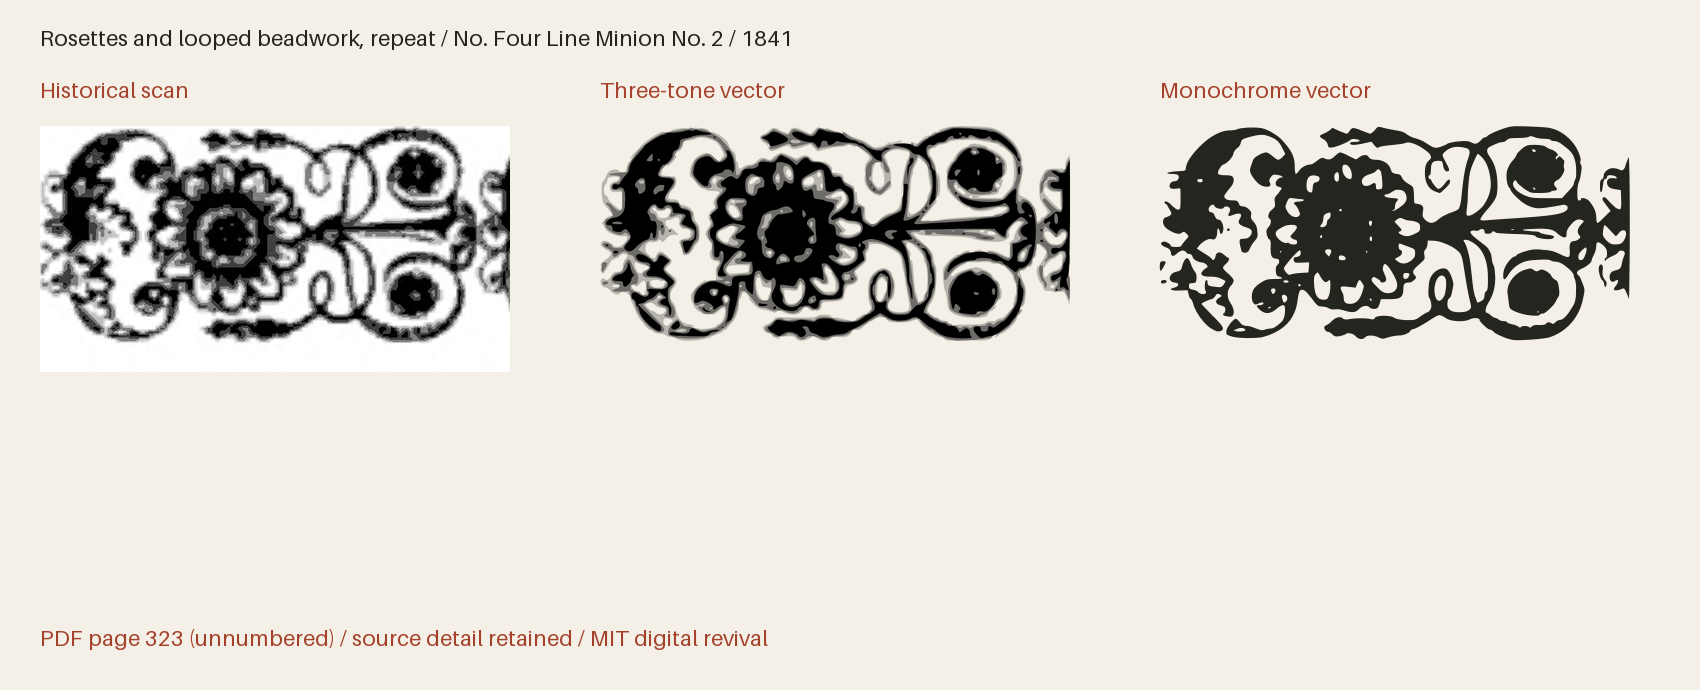 Rosettes and looped beadwork, repeat / No. Four Line Minion No. 2 / 1841
Historical scan
Three-tone vector
Monochrome vector
PDF page 323 (unnumbered) / source detail retained / MIT digital revival